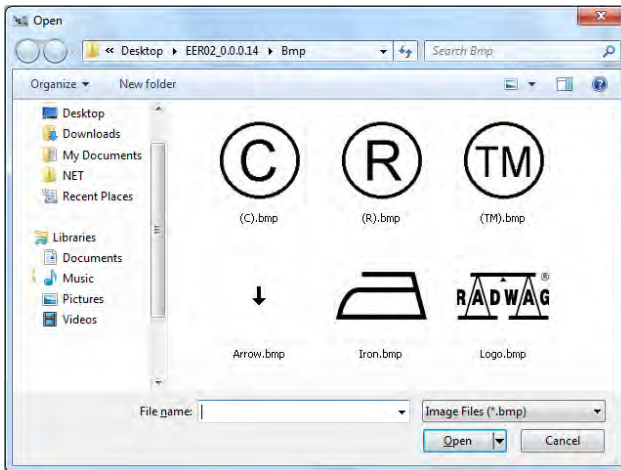 Open
« Desktop ▸ EER02_0.0.0.14 ▸ Bmp
Search Bmp
Organize
New folder
Desktop
Downloads
My Documents
NET
Recent Places
Libraries
Documents
Music
Pictures
Videos
C
R
TM
(C).bmp
(R).bmp
(TM).bmp
RADWAG®
Arrow.bmp
Iron.bmp
Logo.bmp
File name:
Image Files (*.bmp)
Open
Cancel